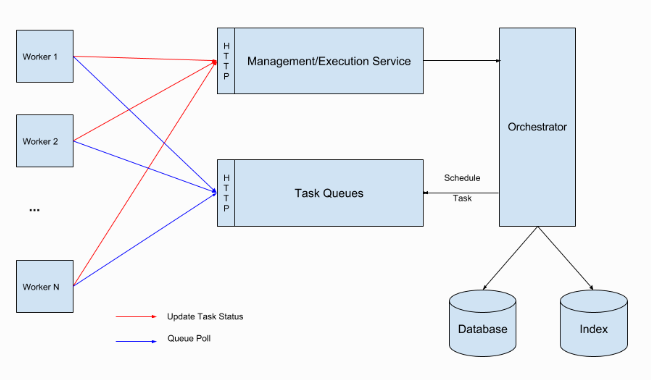 Worker 1
Worker 2
...
Worker N
H
T
T
P
Management/Execution Service
H
T
T
P
Task Queues
Orchestrator
Schedule
Task
Database
Index
Update Task Status
Queue Poll